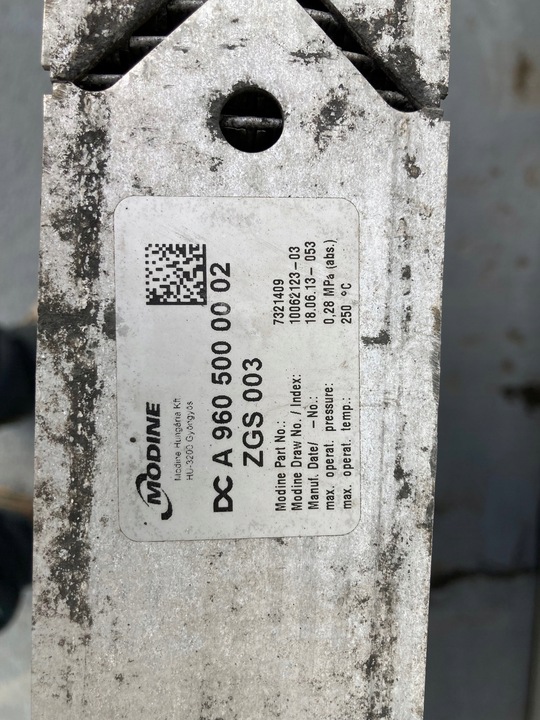 MODINE
Modine Hungária Kft
HU-3200 Gyöngyös
DC A 960 500 00 02
ZGS 003
Modine Part No.: 7321409
Modine Draw No. / Index: 10062123-03
Manuf. Date/ -No.: 18.06.13- 053
max. operat. pressure: 0,28 MPa (abs.)
max. operat. temp.: 250 °C